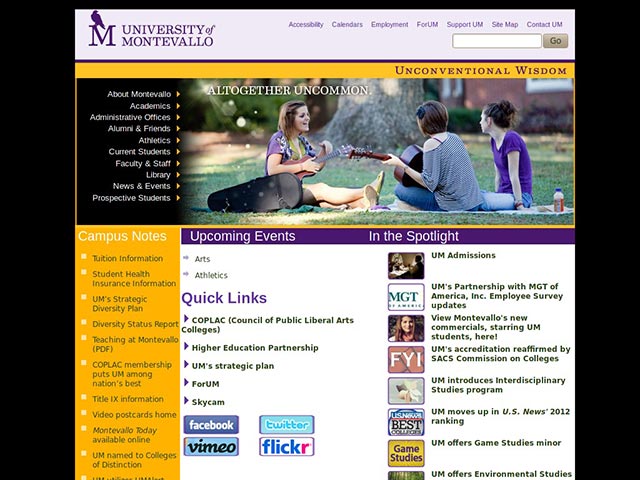 UNIVERSITY of
MONTEVALLO
Accessibility Calendars Employment ForUM Support UM Site Map Contact UM
Go
UNCONVENTIONAL WISDOM
ALTOGETHER UNCOMMON.
About Montevallo
Academics
Administrative Offices
Alumni & Friends
Athletics
Current Students
Faculty & Staff
Library
News & Events
Prospective Students
Campus Notes
Tuition Information
Student Health
Insurance Information
UM's Strategic
Diversity Plan
Diversity Status Report
Teaching at Montevallo
(PDF)
COPLAC membership
puts UM among
nation's best
Title IX information
Video postcards home
Montevallo Today
available online
UM named to Colleges
of Distinction
UM utilizes UMAlert
Upcoming Events
Arts
Athletics
Quick Links
COPLAC (Council of Public Liberal Arts
Colleges)
Higher Education Partnership
UM's strategic plan
ForUM
Skycam
facebook twitter
vimeo flickr
In the Spotlight
UM Admissions
MGT
OF AMERICA
UM's Partnership with MGT of
America, Inc. Employee Survey
updates
View Montevallo's new
commercials, starring UM
students, here!
FYI
UM's accreditation reaffirmed by
SACS Commission on Colleges
UM introduces Interdisciplinary
Studies program
US News
BEST
COLLEGES
UM moves up in U.S. News' 2012
ranking
Game
Studies
UM offers Game Studies minor
UM offers Environmental Studies